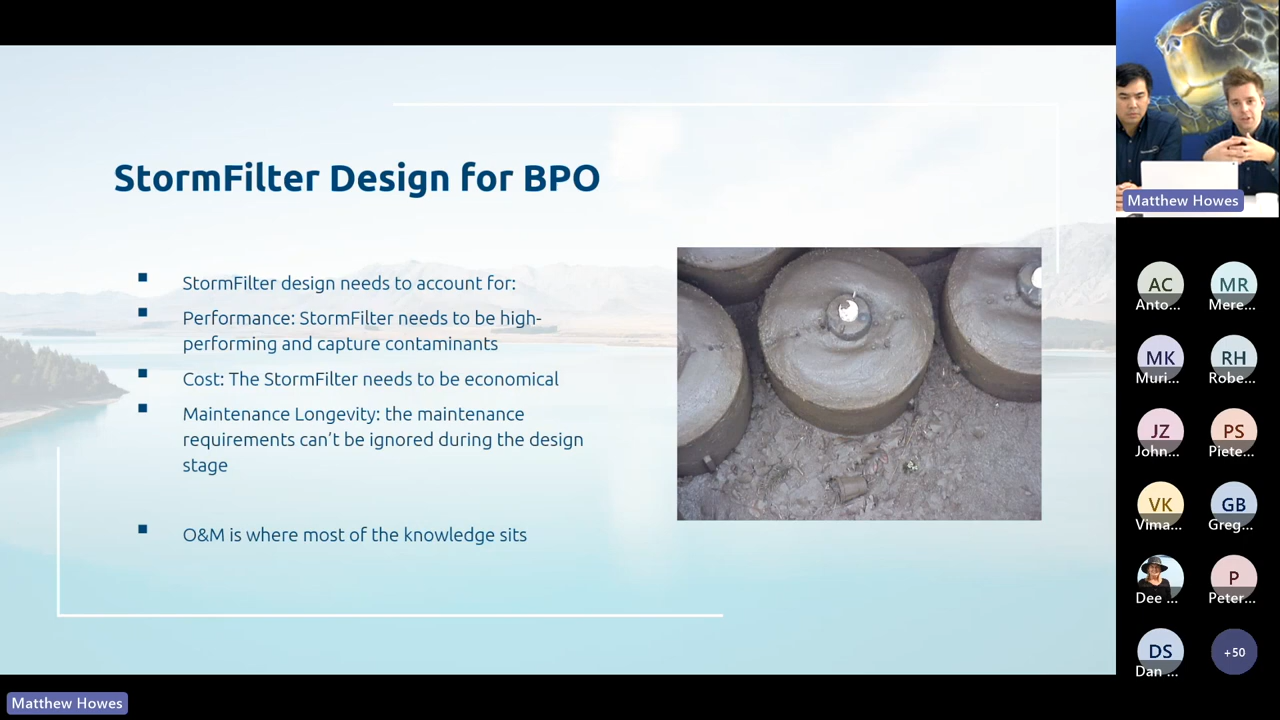 StormFilter Design for BPO
StormFilter design needs to account for:
Performance: StormFilter needs to be high-
performing and capture contaminants
Cost: The StormFilter needs to be economical
Maintenance Longevity: the maintenance
requirements can't be ignored during the design
stage
O&M is where most of the knowledge sits
Matthew Howes
AC
Anto...
MR
Mere...
MK
Muri...
RH
Robe...
JZ
John...
PS
Piete...
VK
Vima...
GB
Greg...
Dee ...
P
Peter...
DS
Dan ...
+50
Matthew Howes